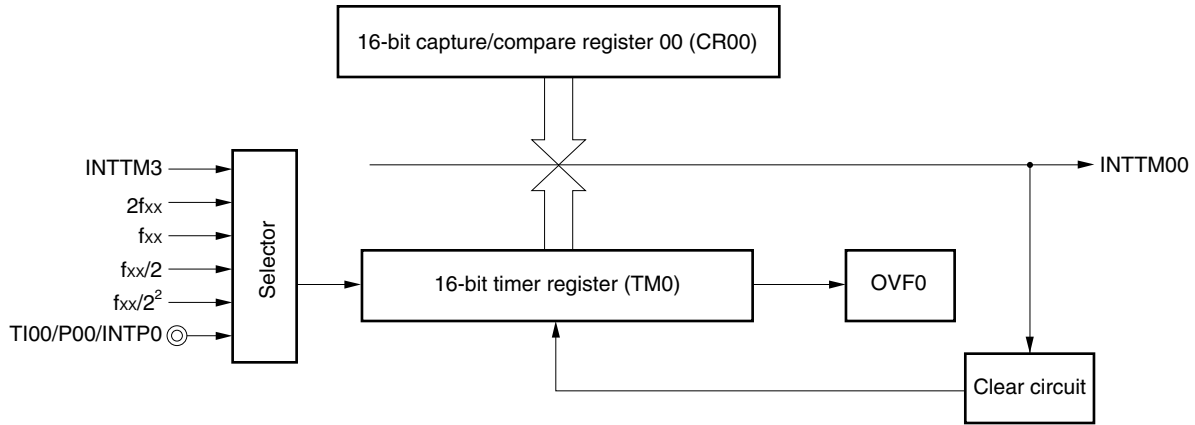 16-bit capture/compare register 00 (CR00)
INTTM3
2fxx
fxx
fxx/2
fxx/2²
TI00/P00/INTP0
Selector
INTTM00
16-bit timer register (TM0)
OVF0
Clear circuit